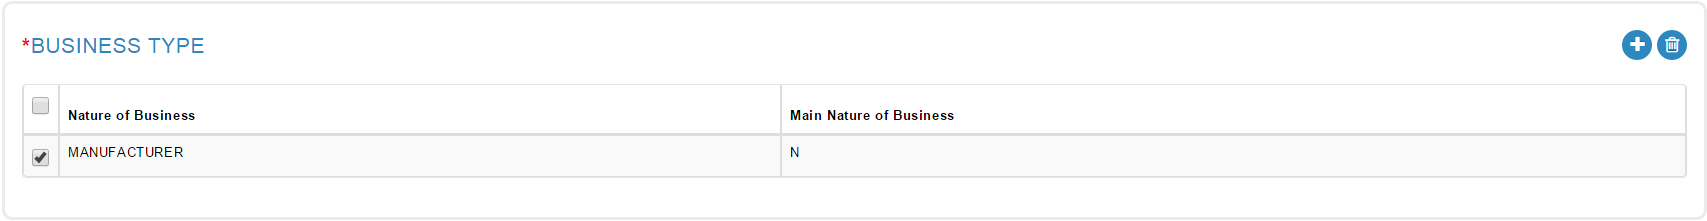 *BUSINESS TYPE
Nature of Business Main Nature of Business
MANUFACTURER N